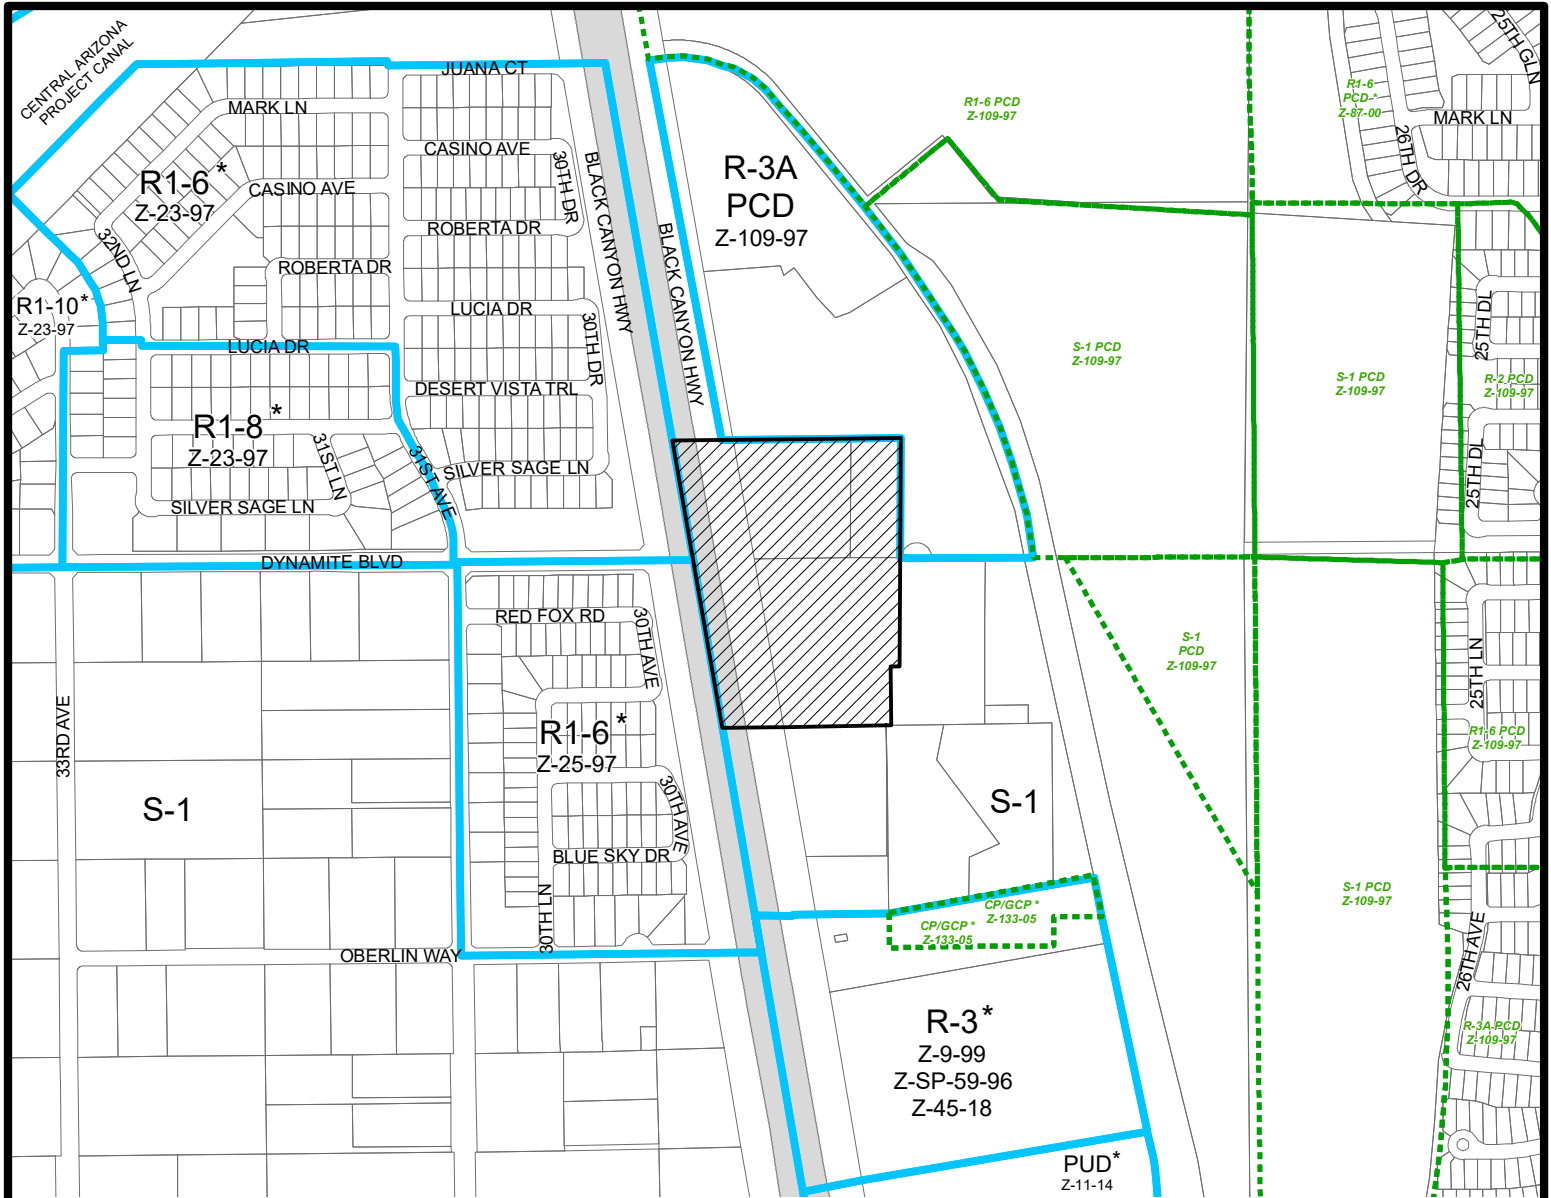 CENTRAL ARIZONA
PROJECT CANAL
JUANA CT
MARK LN
CASINO AVE
R1-6 *
Z-23-97
CASINO AVE
30TH DR
BLACK CANYON HWY
ROBERTA DR
32ND LN
ROBERTA DR
R1-10*
Z-23-97
LUCIA DR
30TH DR
LUCIA DR
DESERT VISTA TRL
R1-8 *
Z-23-97
31ST LN
31ST AVE
SILVER SAGE LN
SILVER SAGE LN
DYNAMITE BLVD
BLACK CANYON HWY
R-3A
PCD
Z-109-97
R1-6 PCD
Z-109-97
R1-6
PCD *
Z-87-00
25TH GLN
MARK LN
26TH DR
S-1 PCD
Z-109-97
S-1 PCD
Z-109-97
25TH DL
R-2 PCD
Z-109-97
25TH DL
RED FOX RD
30TH AVE
R1-6 *
Z-25-97
30TH AVE
BLUE SKY DR
30TH LN
33RD AVE
S-1
OBERLIN WAY
S-1
PCD
Z-109-97
25TH LN
R1-6 PCD
Z-109-97
S-1
S-1 PCD
Z-109-97
CP/GCP *
Z-133-05
CP/GCP *
Z-133-05
26TH AVE
R-3A PCD
Z-109-97
R-3 *
Z-9-99
Z-SP-59-96
Z-45-18
PUD*
Z-11-14